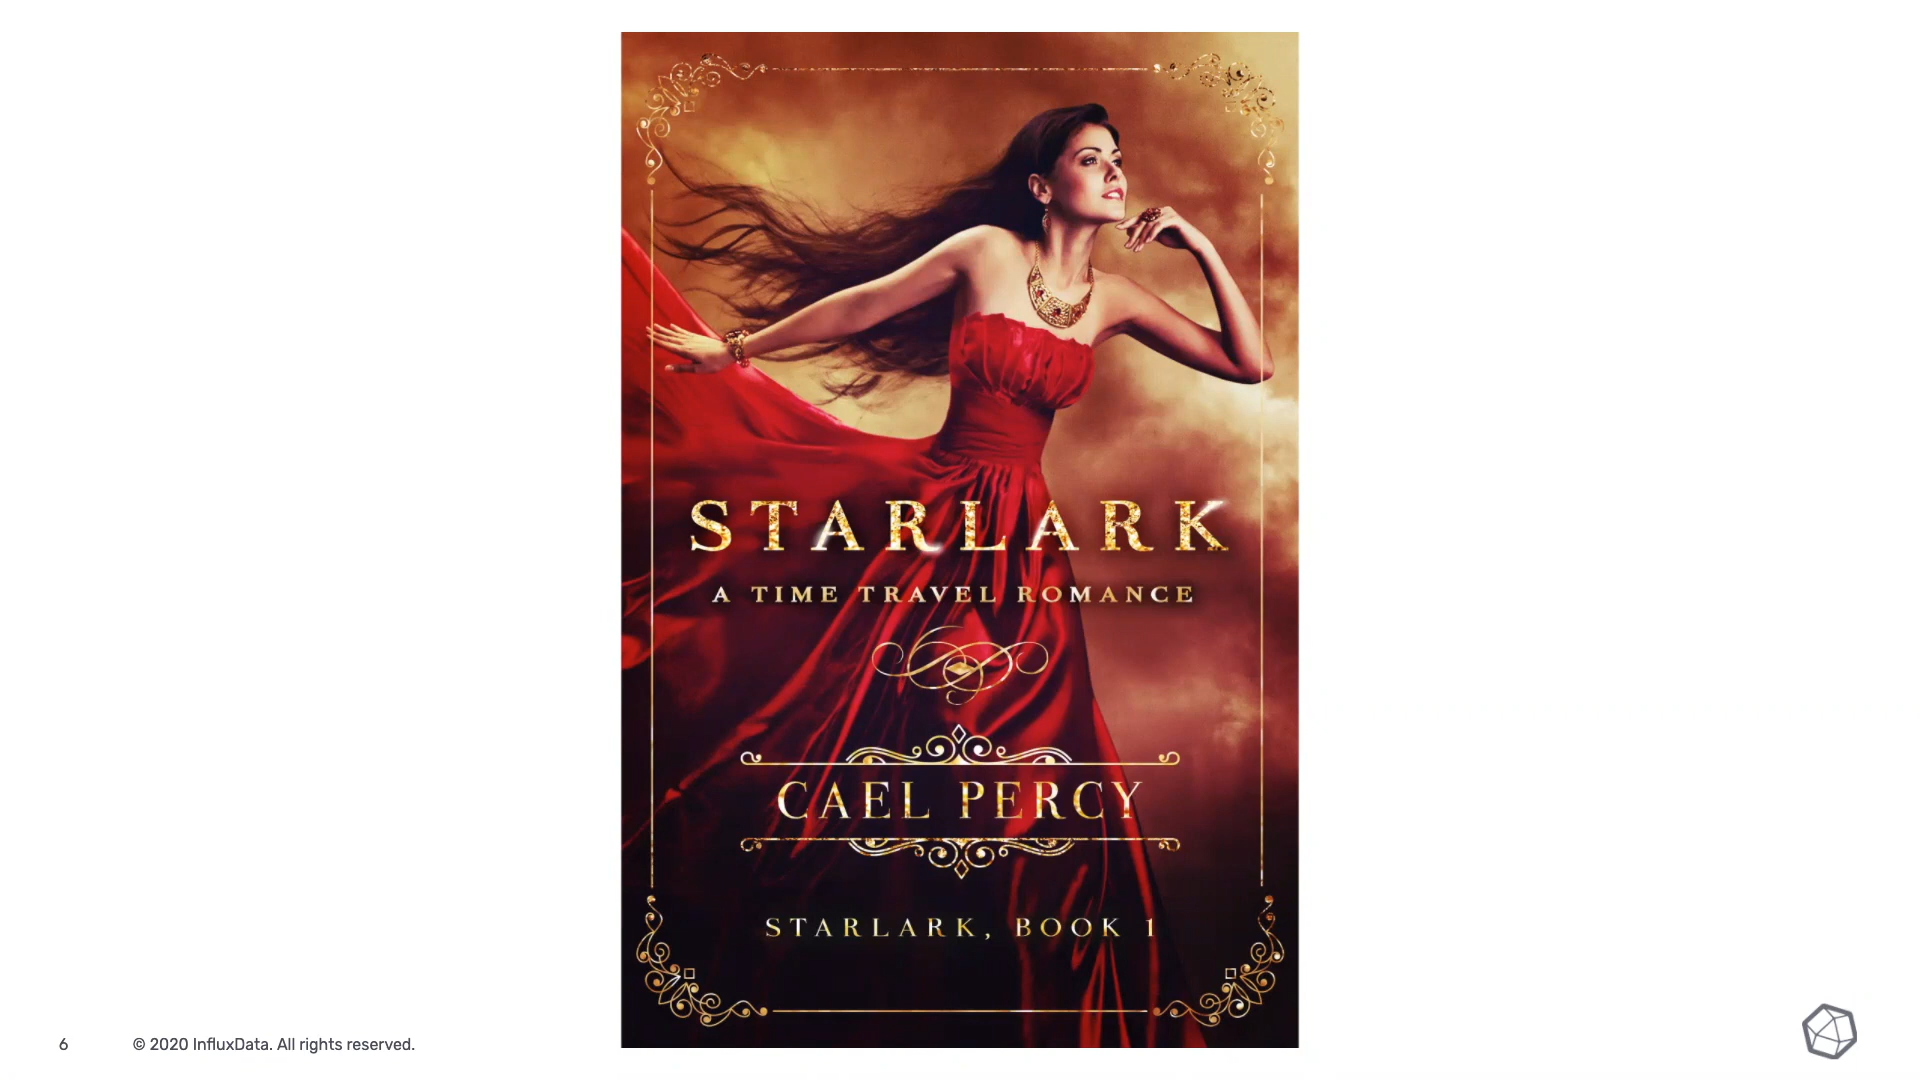 STARLARK
A TIME TRAVEL ROMANCE
CAEL PERCY
STARLARK, BOOK 1
6
© 2020 InfluxData. All rights reserved.